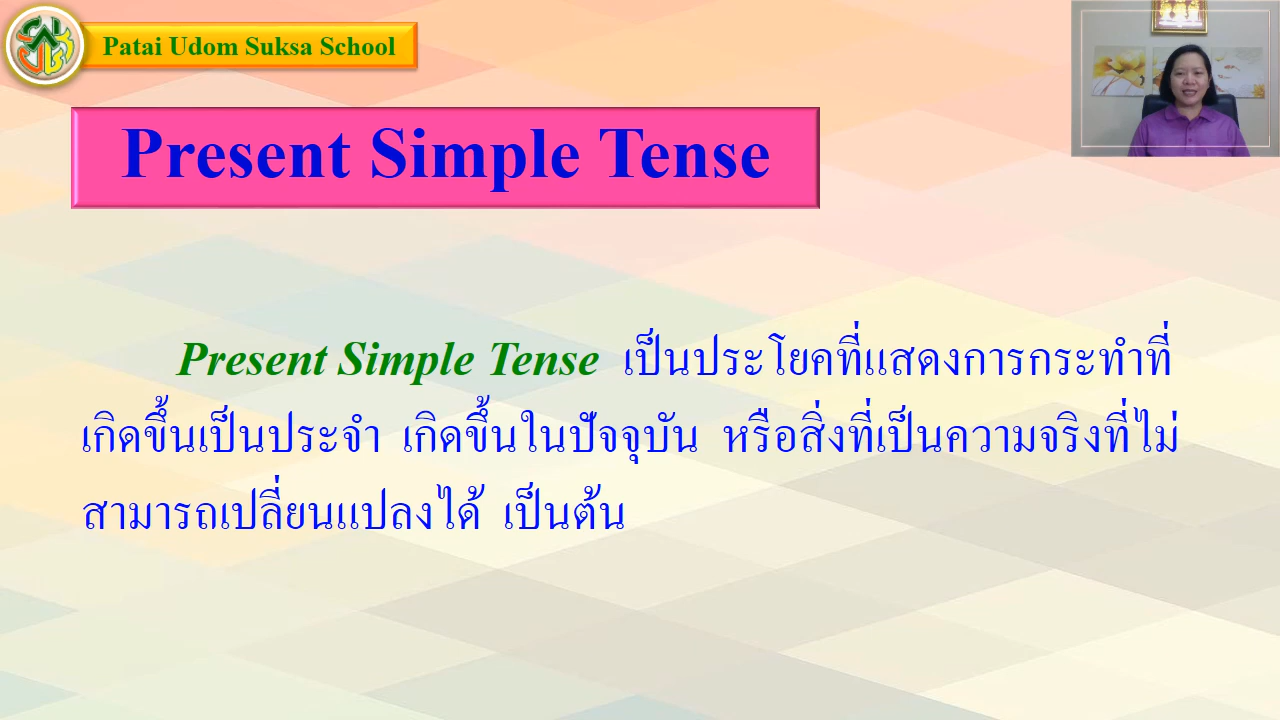 Patai Udom Suksa School
Present Simple Tense
Present Simple Tense เป็นประโยคที่แสดงการกระทำที่
เกิดขึ้นเป็นประจำ เกิดขึ้นในปัจจุบัน หรือสิ่งที่เป็นความจริงที่ไม่
สามารถเปลี่ยนแปลงได้ เป็นต้น